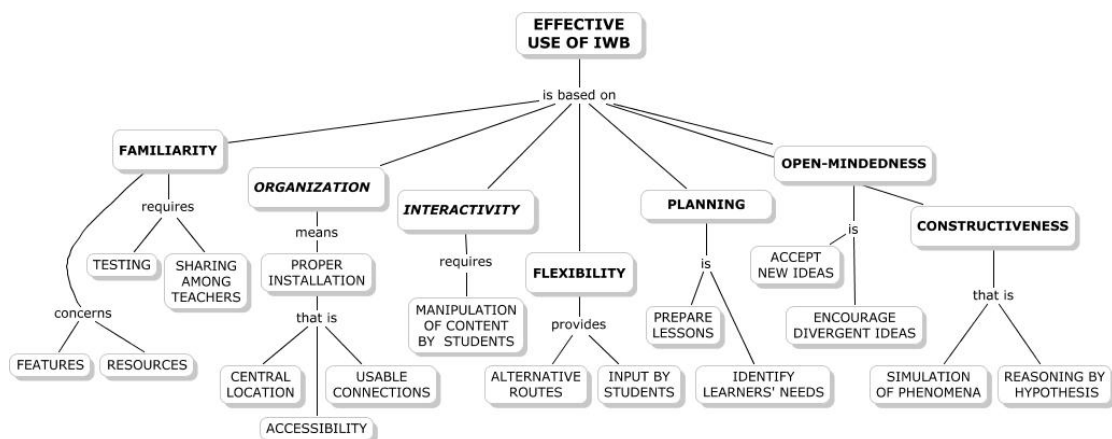 EFFECTIVE
USE OF IWB
is based on
FAMILIARITY
OPEN-MINDEDNESS
ORGANIZATION
INTERACTIVITY
PLANNING
CONSTRUCTIVENESS
requires
means
is
TESTING
SHARING
AMONG
TEACHERS
PROPER
INSTALLATION
requires
FLEXIBILITY
is
ACCEPT
NEW IDEAS
that is
concerns
that is
MANIPULATION
OF CONTENT
BY STUDENTS
provides
PREPARE
LESSONS
ENCOURAGE
DIVERGENT IDEAS
FEATURES
RESOURCES
CENTRAL
LOCATION
USABLE
CONNECTIONS
ALTERNATIVE
ROUTES
INPUT BY
STUDENTS
IDENTIFY
LEARNERS' NEEDS
SIMULATION
OF PHENOMENA
REASONING BY
HYPOTHESIS
ACCESSIBILITY